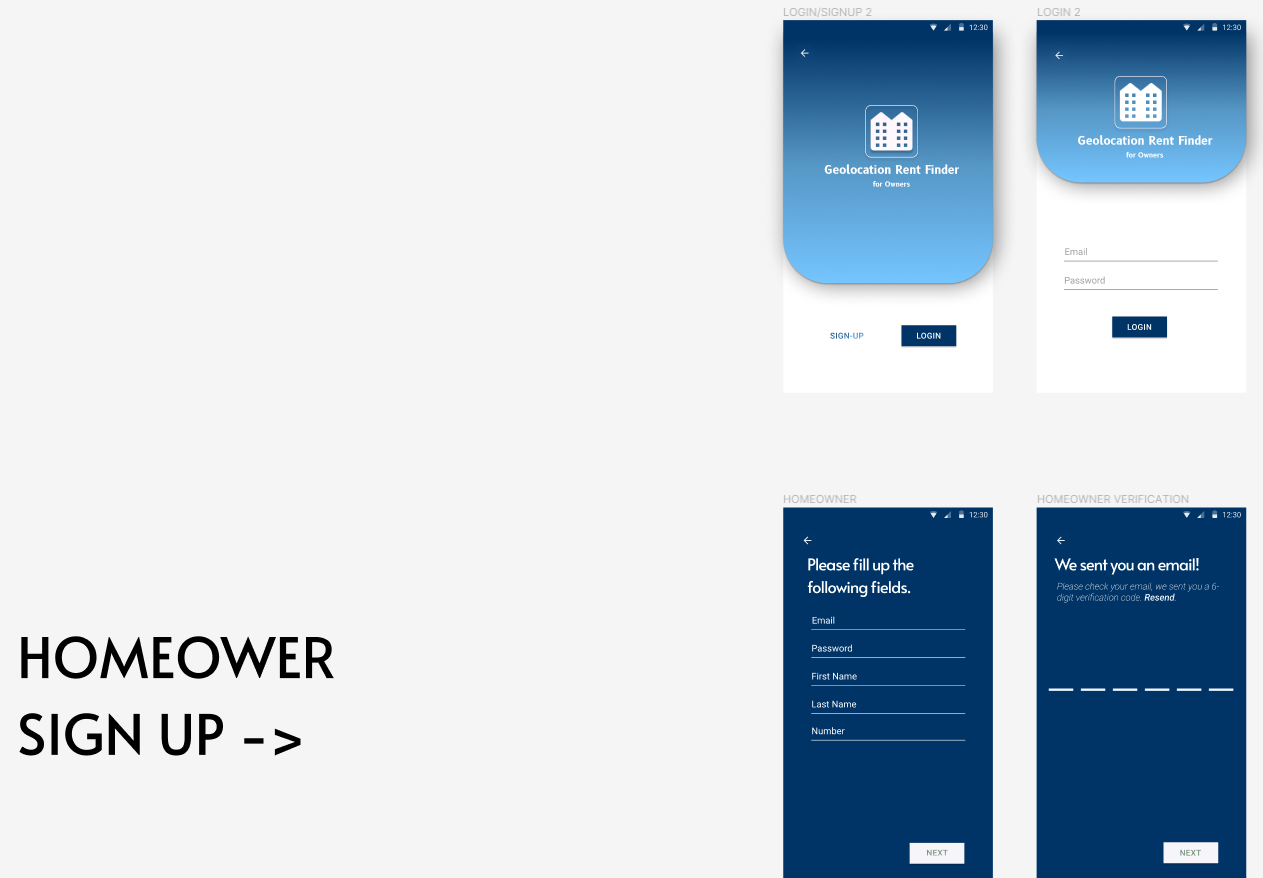 LOGIN/SIGNUP 2
12:30
Geolocation Rent Finder
for Owners
SIGN-UP
LOGIN
LOGIN 2
12:30
Geolocation Rent Finder
for Owners
Email
Password
LOGIN
HOMEOWER
SIGN UP ->
HOMEOWNER
12:30
Please fill up the
following fields.
Email
Password
First Name
Last Name
Number
NEXT
HOMEOWNER VERIFICATION
12:30
We sent you an email!
Please check your email, we sent you a 6-
digit verification code. Resend.
NEXT